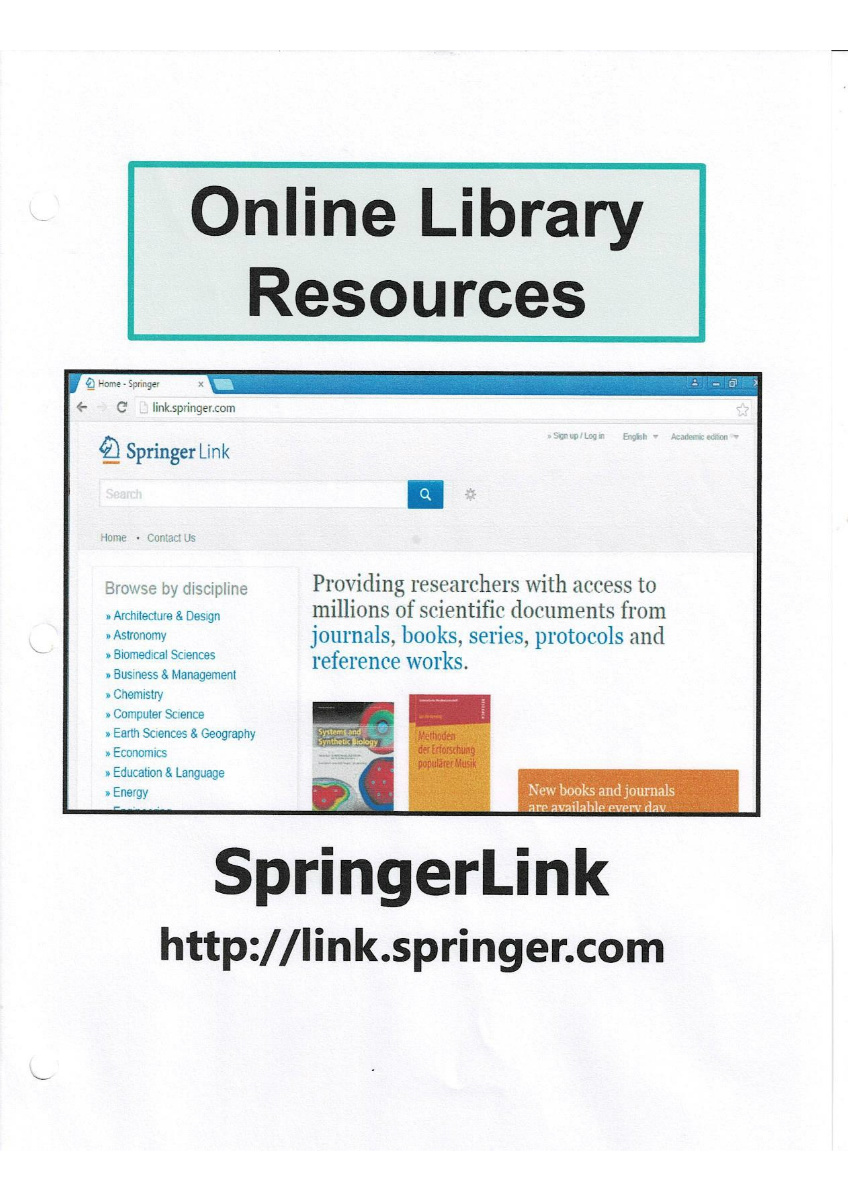 Online Library
Resources
Home - Springer
link.springer.com
» Sign up / Log in English Academic edition
Springer Link
Search
Home • Contact Us
Browse by discipline
» Architecture & Design
» Astronomy
» Biomedical Sciences
» Business & Management
» Chemistry
» Computer Science
» Earth Sciences & Geography
» Economics
» Education & Language
» Energy
Providing researchers with access to
millions of scientific documents from
journals, books, series, protocols and
reference works.
Systems and
Synthetic Biology
Methoden
der Erforschung
populärer Musik
New books and journals
are available every day
SpringerLink
http://link.springer.com